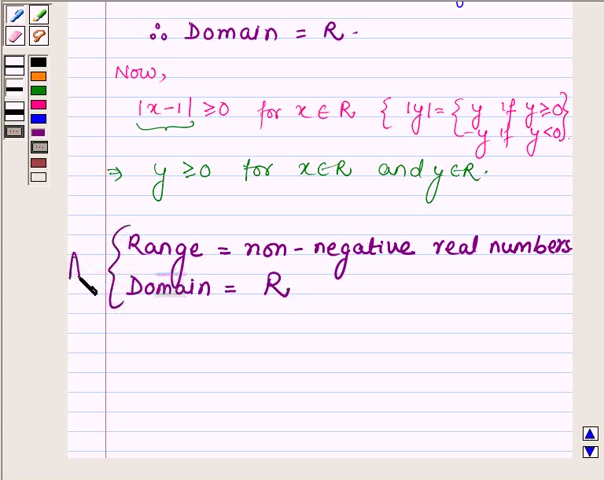 ∴ Domain = R.
Now,
|x-1| ≥0 for x ∈ R { |y| = { y if y≥0 }
-y if y<0 }.
⇒ y ≥0 for x∈R and y∈R.
{ Range = non-negative real numbers
Domain = R